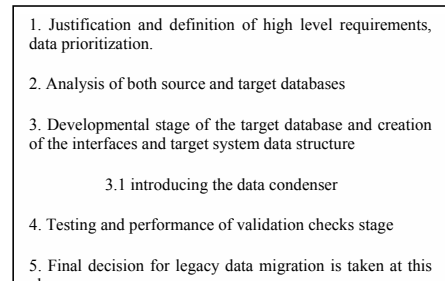 1. Justification and definition of high level requirements,
data prioritization.
2. Analysis of both source and target databases
3. Developmental stage of the target database and creation
of the interfaces and target system data structure
3.1 introducing the data condenser
4. Testing and performance of validation checks stage
5. Final decision for legacy data migration is taken at this